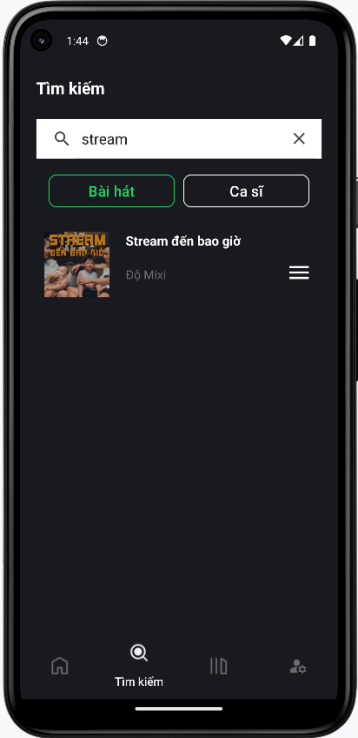 1:44
Tìm kiếm
stream
Bài hát
Ca sĩ
STREAM
ĐẾN BAO GIỜ
Stream đến bao giờ
Độ Mixi
Tìm kiếm